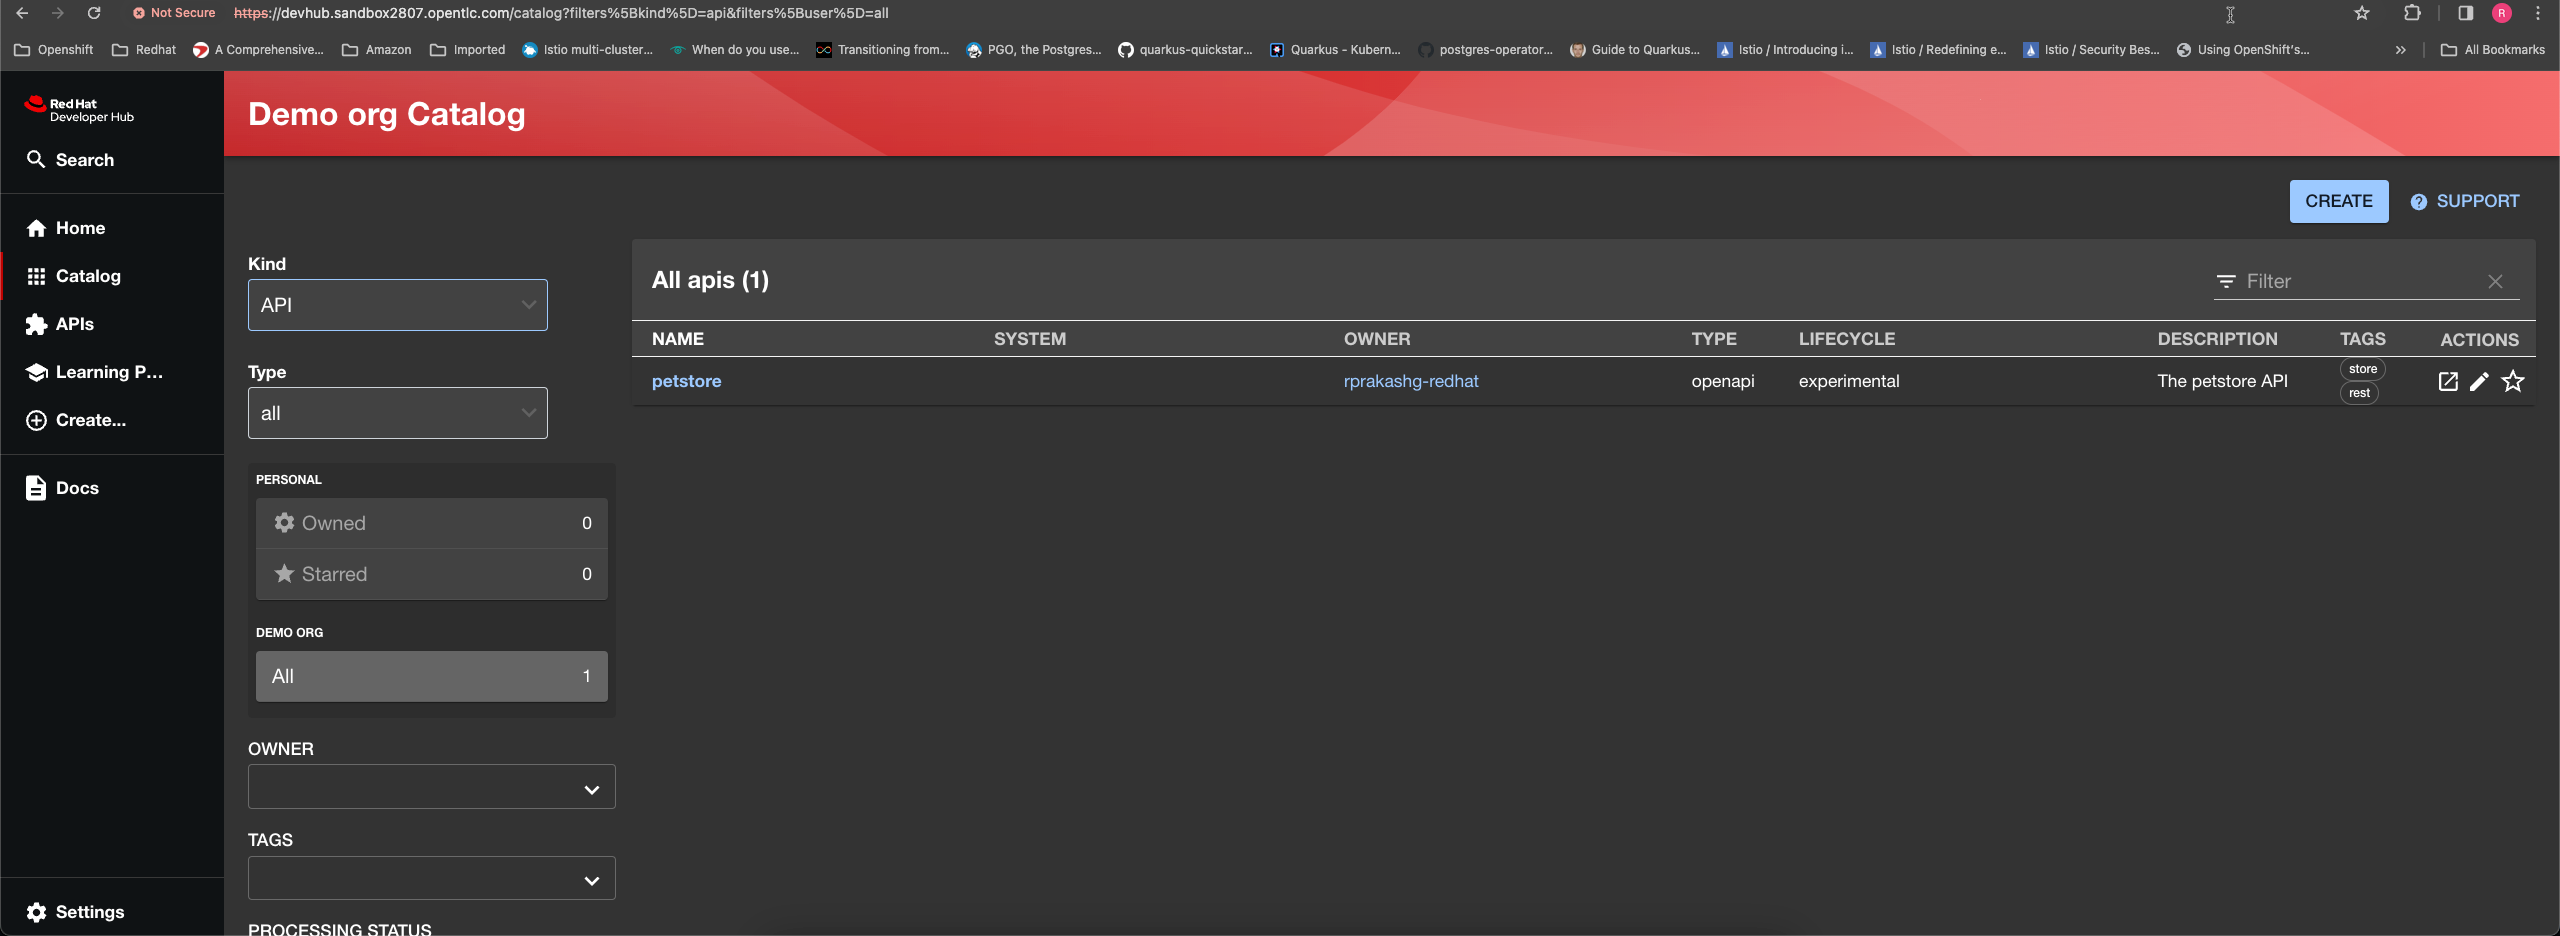 Not Secure https://devhub.sandbox2807.opentlc.com/catalog?filters%5Bkind%5D=api&filters%5Buser%5D=all R
Openshift Redhat A Comprehensive... Amazon Imported Istio multi-cluster... When do you use... Transitioning from... PGO, the Postgres... quarkus-quickstar... Quarkus - Kubern... postgres-operator... Guide to Quarkus... Istio / Introducing i... Istio / Redefining e... Istio / Security Bes... Using OpenShift's... » All Bookmarks
Red Hat
Developer Hub
Search
Home
Catalog
APIs
Learning P...
Create...
Docs
Settings
Demo org Catalog
CREATE ? SUPPORT
Kind
API
Type
all
PERSONAL
Owned 0
Starred 0
DEMO ORG
All 1
OWNER
TAGS
PROCESSING STATUS
All apis (1)
Filter
NAME SYSTEM OWNER TYPE LIFECYCLE DESCRIPTION TAGS ACTIONS
petstore rprakashg-redhat openapi experimental The petstore API store
rest